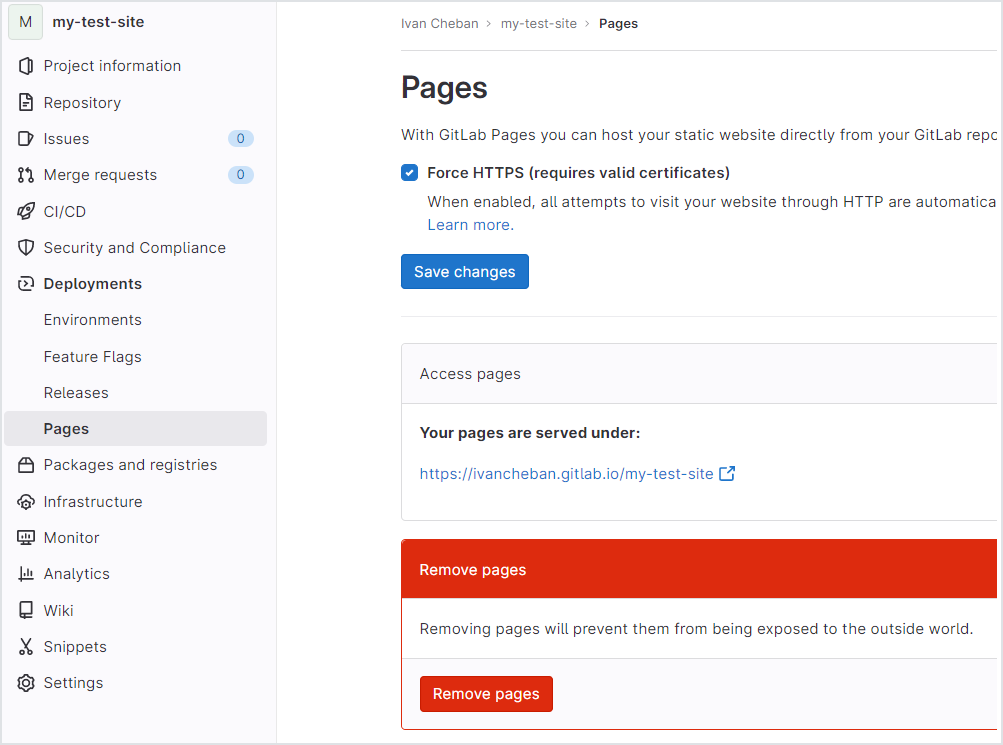 M my-test-site
Project information
Repository
Issues 0
Merge requests 0
CI/CD
Security and Compliance
Deployments
Environments
Feature Flags
Releases
Pages
Packages and registries
Infrastructure
Monitor
Analytics
Wiki
Snippets
Settings
Ivan Cheban > my-test-site > Pages
Pages
With GitLab Pages you can host your static website directly from your GitLab repo
Force HTTPS (requires valid certificates)
When enabled, all attempts to visit your website through HTTP are automatica
Learn more.
Save changes
Access pages
Your pages are served under:
https://ivancheban.gitlab.io/my-test-site
Remove pages
Removing pages will prevent them from being exposed to the outside world.
Remove pages